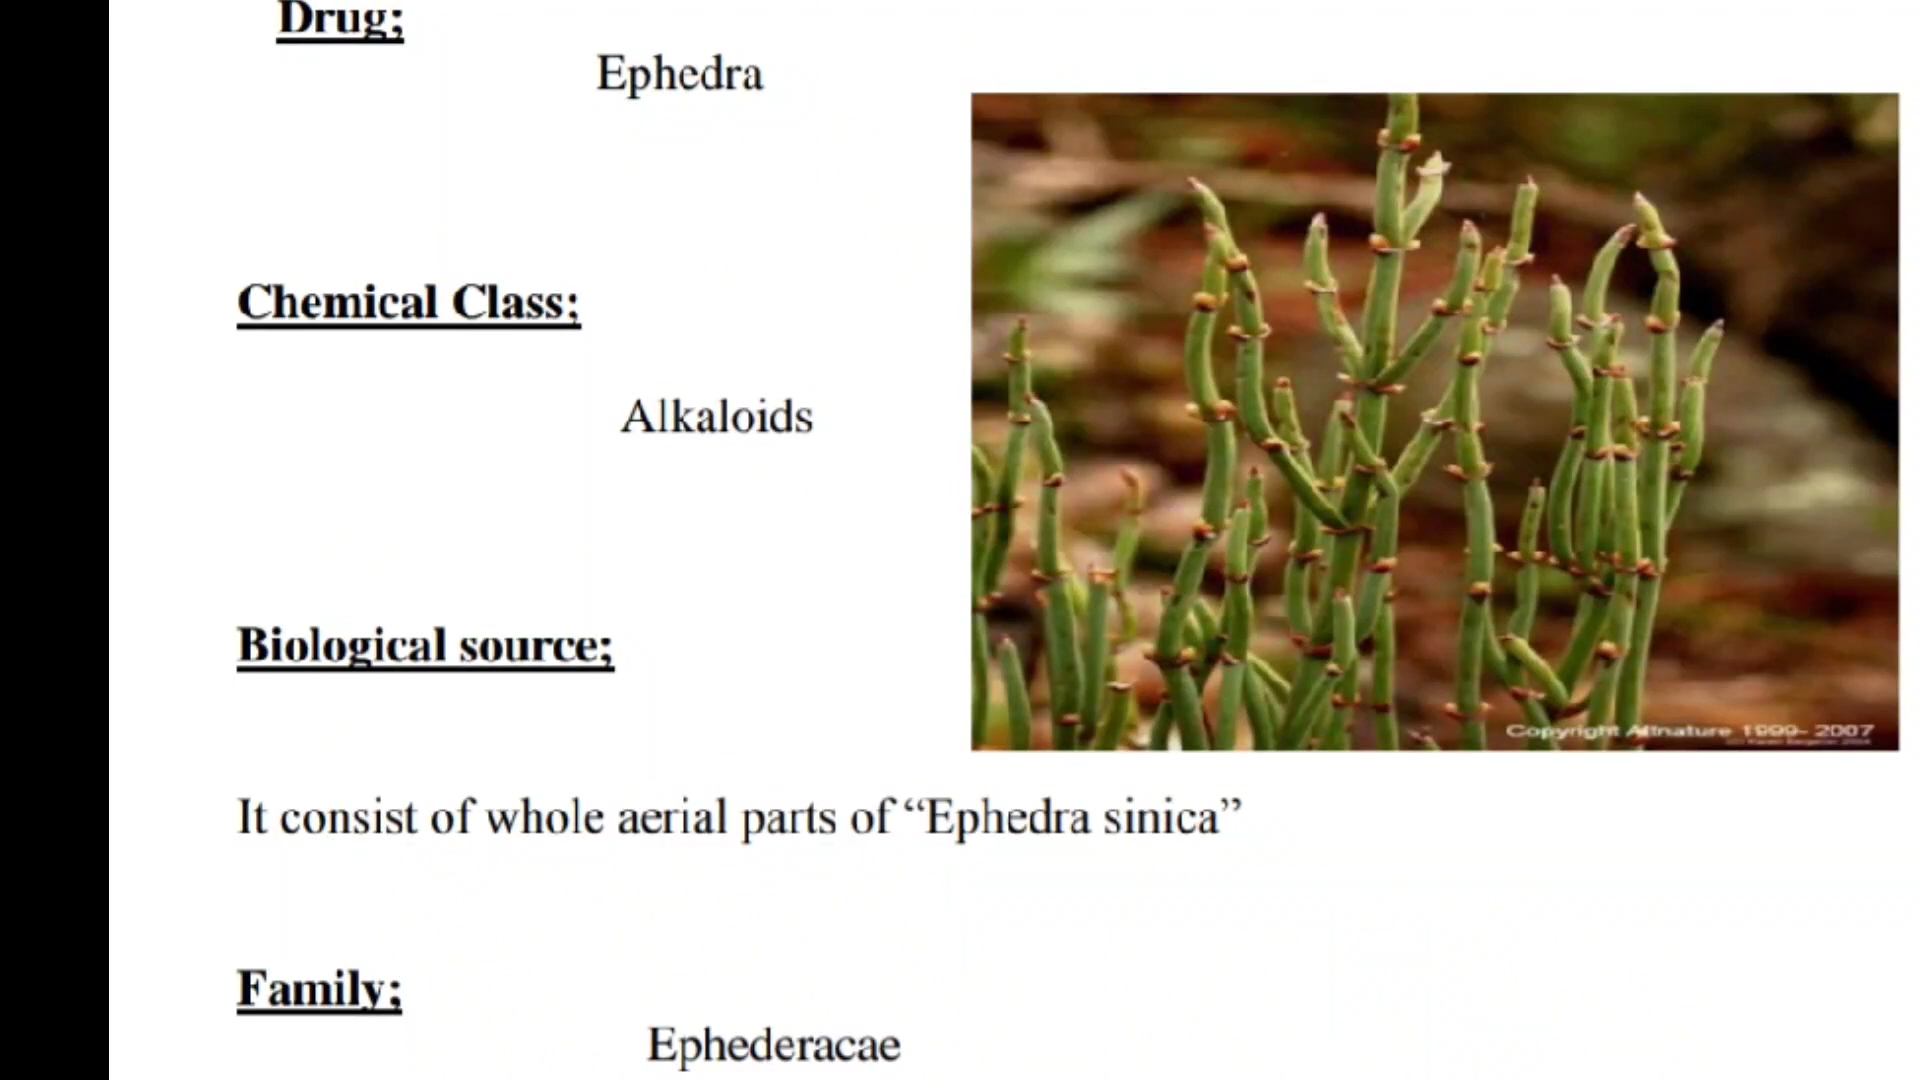 Drug;
Ephedra
Chemical Class;
Alkaloids
Biological source;
Copyright Altnature 1999- 2007
It consist of whole aerial parts of “Ephedra sinica”
Family;
Ephederacae